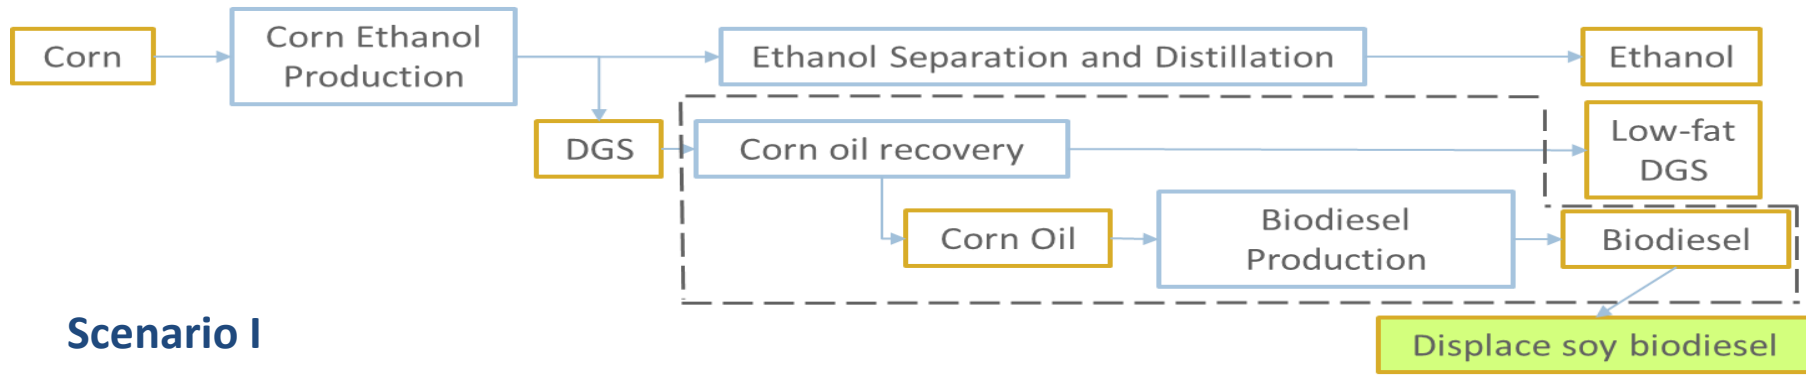 Corn
Corn Ethanol
Production
Ethanol Separation and Distillation
Ethanol
DGS
Corn oil recovery
Low-fat
DGS
Corn Oil
Biodiesel
Production
Biodiesel
Scenario I
Displace soy biodiesel